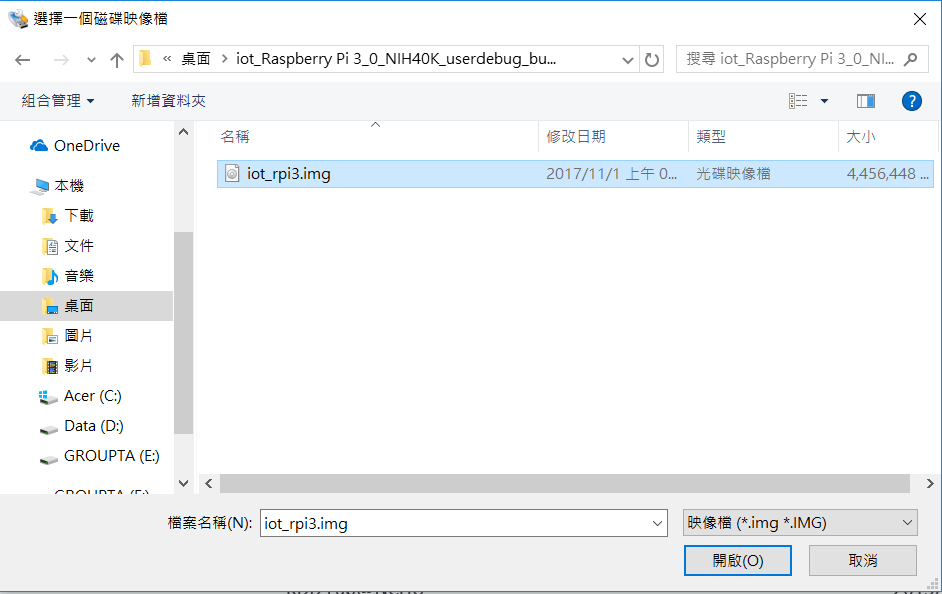 選擇一個磁碟映像檔
« 桌面 > iot_Raspberry Pi 3_0_NIH40K_userdebug_bu...
搜尋 iot_Raspberry Pi 3_0_NI...
組合管理 新增資料夾
名稱 修改日期 類型 大小
OneDrive
iot_rpi3.img 2017/11/1 上午 0... 光碟映像檔 4,456,448 ...
本機
下載
文件
音樂
桌面
圖片
影片
Acer (C:)
Data (D:)
GROUPTA (E:)
GROUPTA (E:)
檔案名稱(N): iot_rpi3.img 映像檔 (*.img *.IMG)
開啟(O) 取消